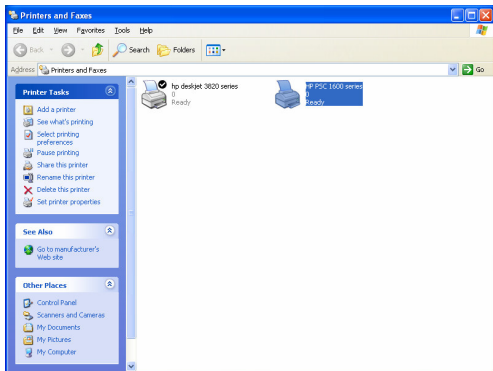 Printers and Faxes
File Edit View Favorites Tools Help
Back Search Folders
Address Printers and Faxes Go
Printer Tasks
Add a printer
See what's printing
Select printing
preferences
Pause printing
Share this printer
Rename this printer
Delete this printer
Set printer properties
See Also
Go to manufacturer's
Web site
Other Places
Control Panel
Scanners and Cameras
My Documents
My Pictures
My Computer
hp deskjet 3820 series
0
Ready
HP PSC 1600 series
0
Ready